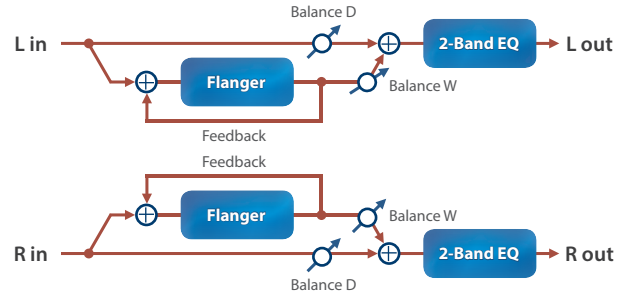 Balance D
L in
2-Band EQ
L out
Flanger
Balance W
Feedback
Feedback
Flanger
Balance W
R in
2-Band EQ
R out
Balance D